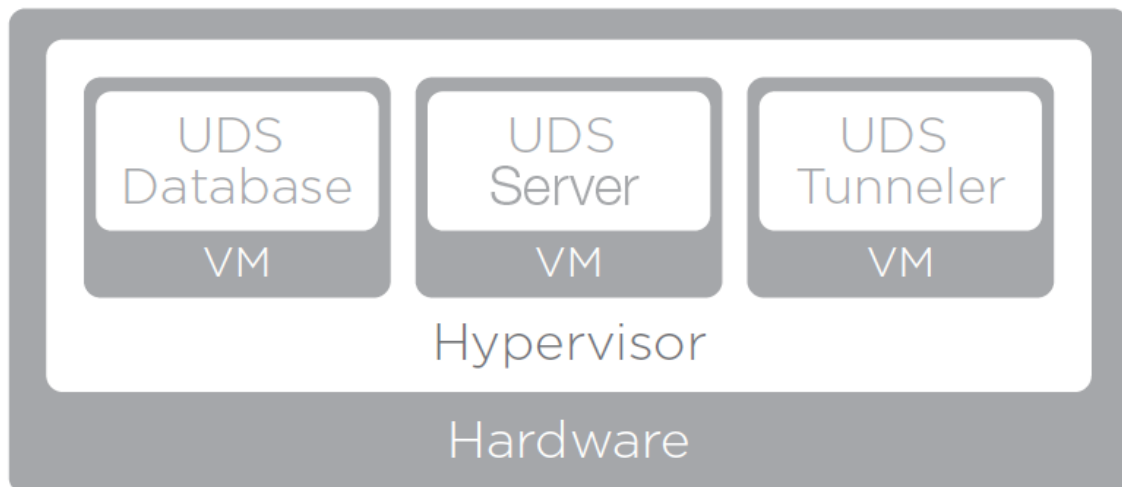 UDS
Database
VM
UDS
Server
VM
UDS
Tunneler
VM
Hypervisor
Hardware